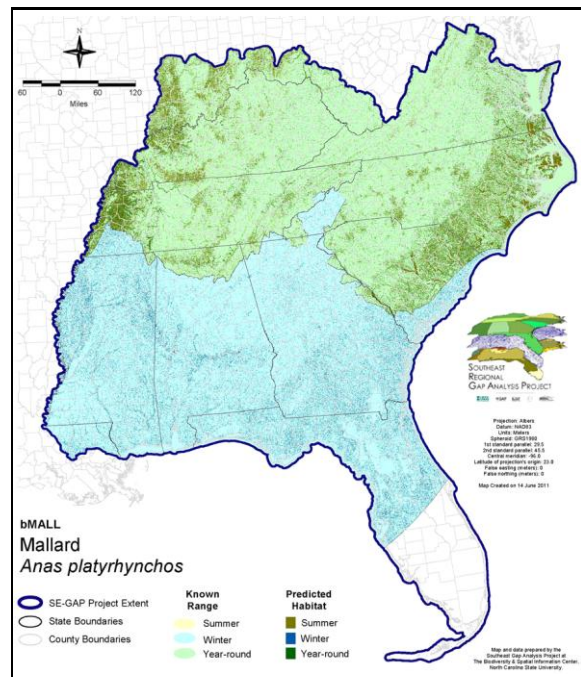 N
60 0 60 120
Miles
SOUTHEAST
REGIONAL
GAP ANALYSIS PROJECT
Projection: Albers
Datum: NAD83
Units: Meters
Spheroid: GRS1980
1st standard parallel: 29.5
2nd standard parallel: 45.5
Central meridian: -96.0
Latitude of projection's origin: 23.0
False easting (meters): 0
False northing (meters): 0
Map Created on 14 June 2011
bMALL
Mallard
Anas platyrhynchos
SE-GAP Project Extent
State Boundaries
County Boundaries
Known
Range
Summer
Winter
Year-round
Predicted
Habitat
Summer
Winter
Year-round
Map and data prepared by the
Southeast Gap Analysis Project at
The Biodiversity & Spatial Information Center,
North Carolina State University.